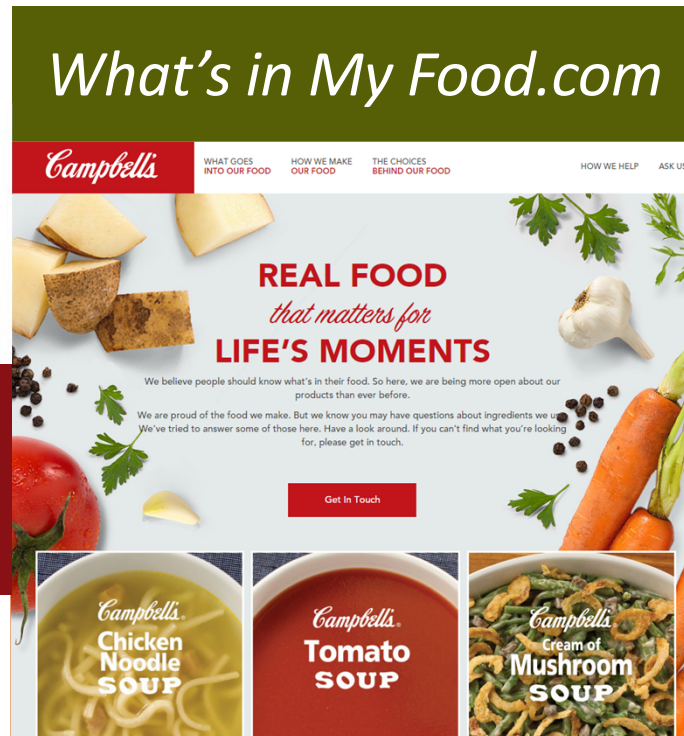 What's in My Food.com
Campbell's
WHAT GOES
INTO OUR FOOD
HOW WE MAKE
OUR FOOD
THE CHOICES
BEHIND OUR FOOD
HOW WE HELP
ASK US
REAL FOOD
that matters for
LIFE'S MOMENTS
We believe people should know what's in their food. So here, we are being more open about our
products than ever before.
We are proud of the food we make. But we know you may have questions about ingredients we
We've tried to answer some of those here. Have a look around. If you can't find what you're looking
for, please get in touch.
Get In Touch
Campbell's.
Chicken
Noodle
SOUP
Campbell's.
Tomato
SOUP
Campbell's.
Cream of
Mushroom
SOUP